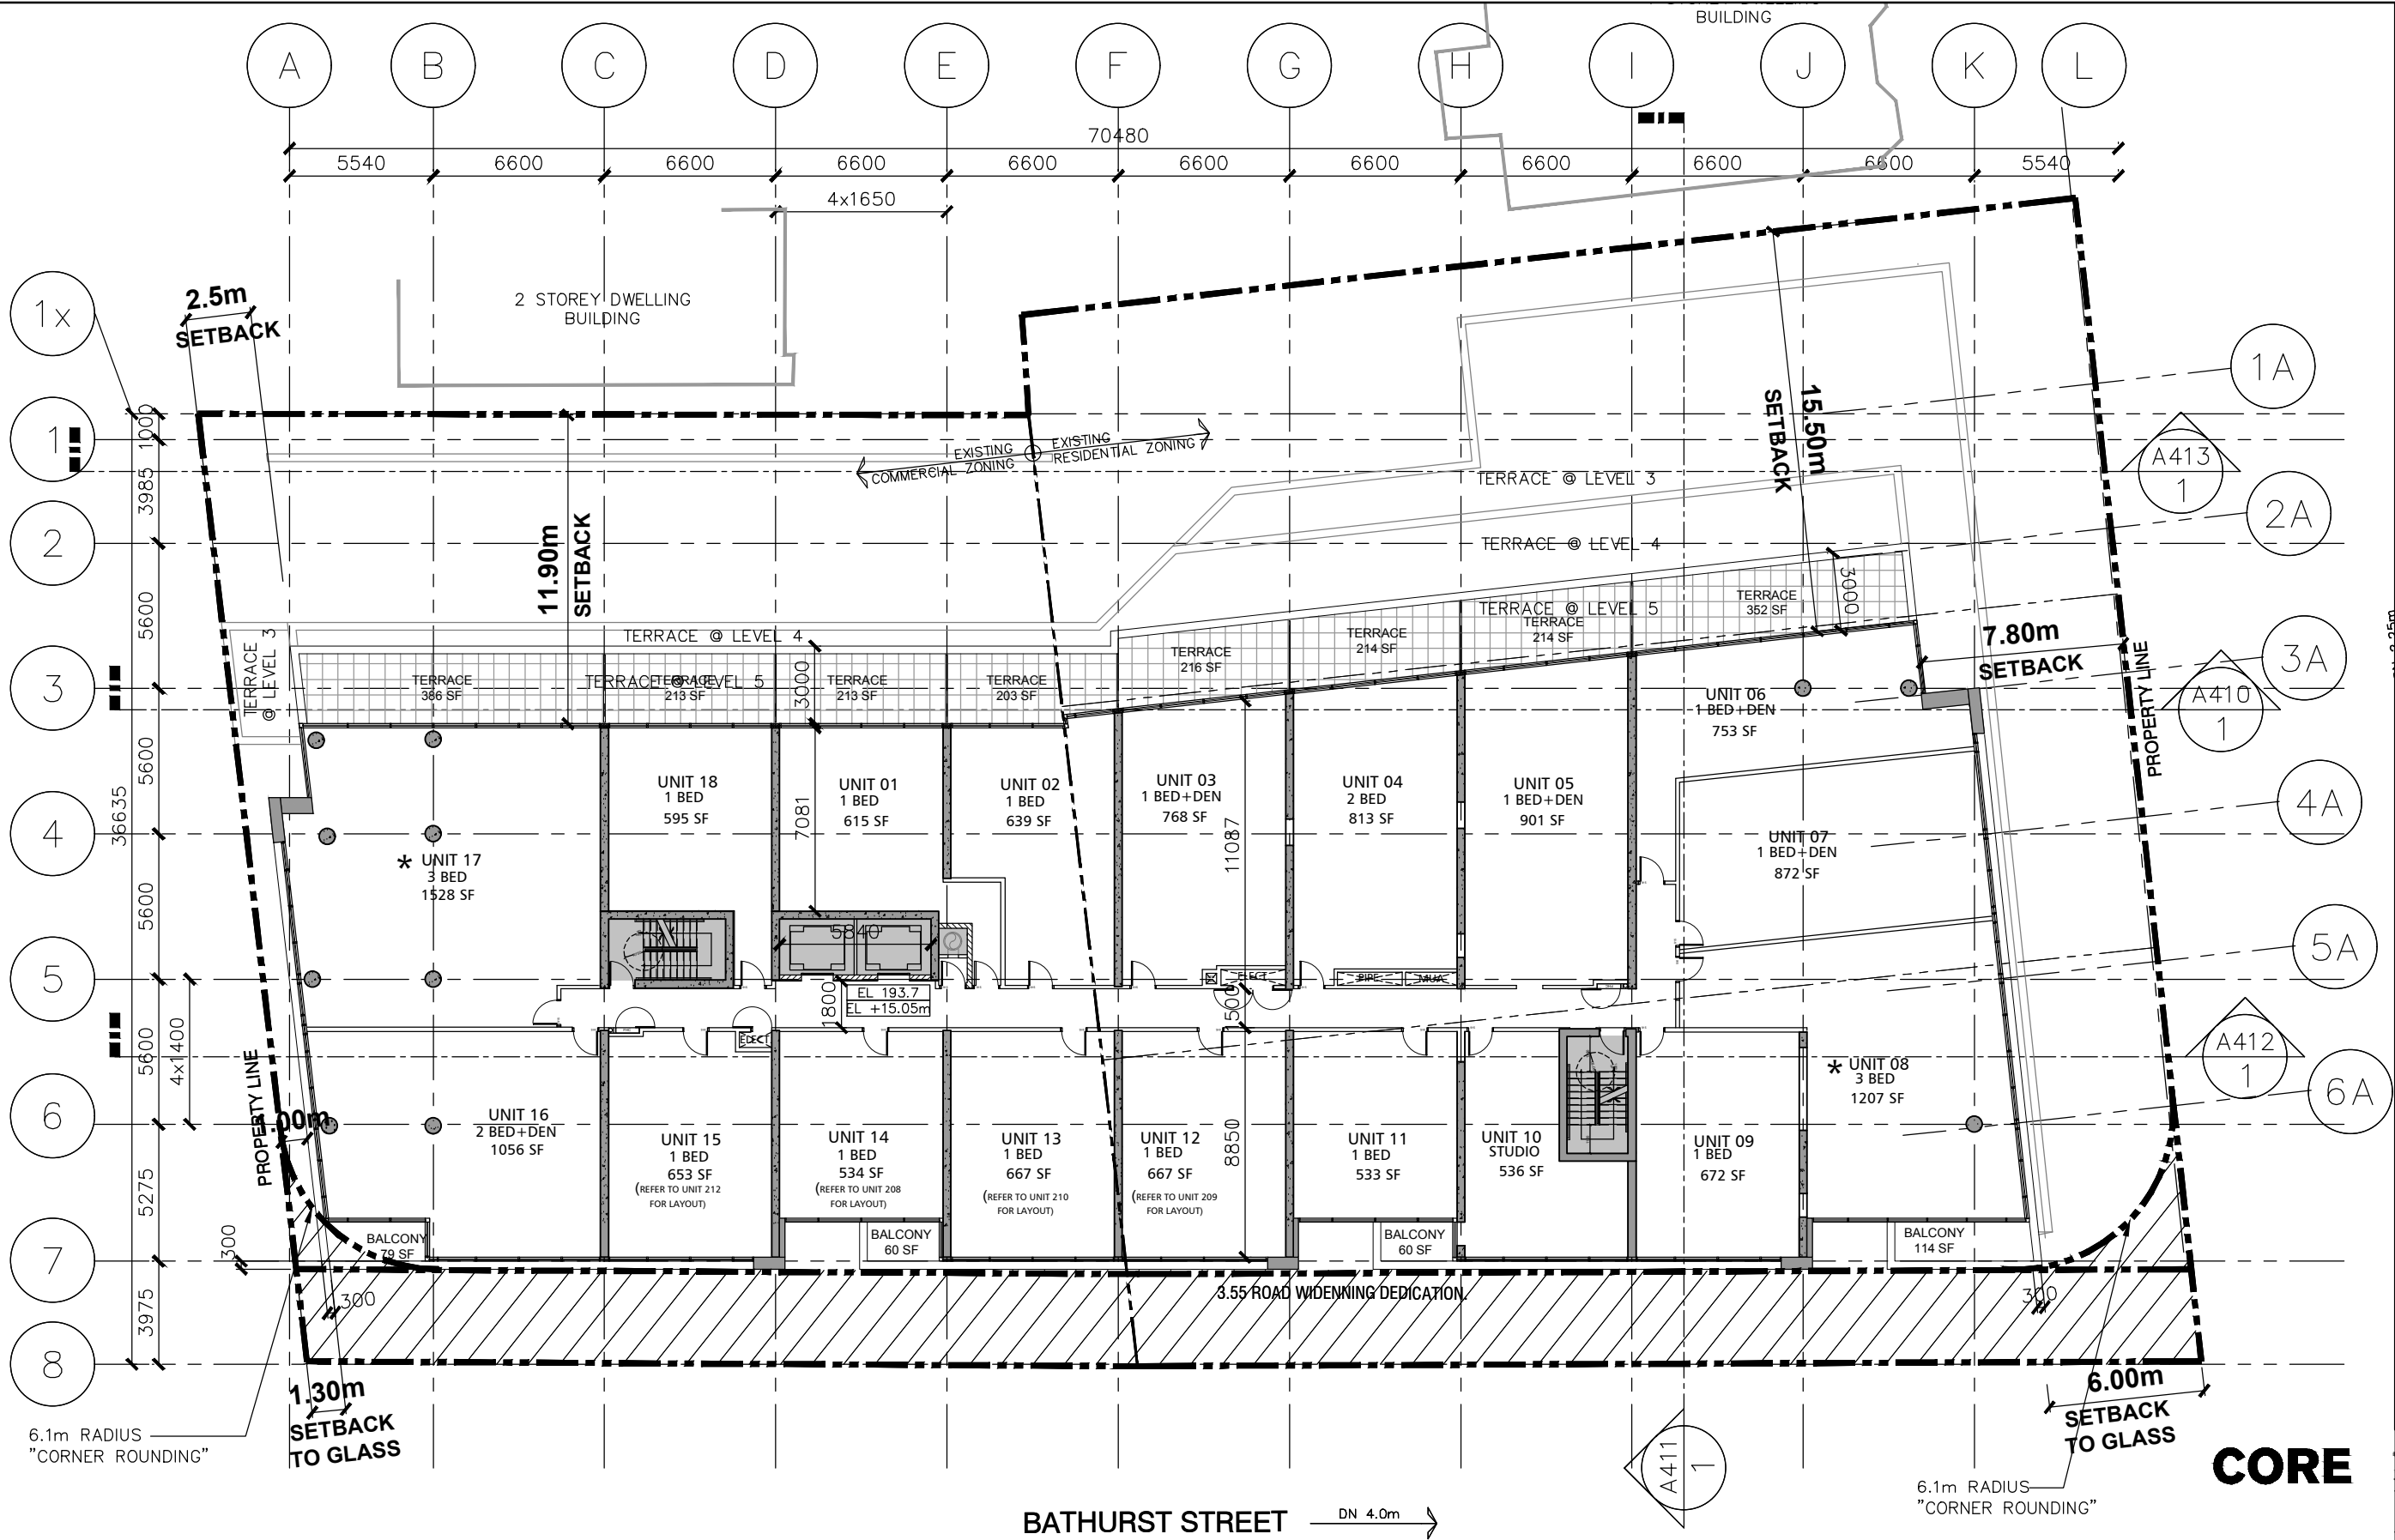 BUILDING
A
B
C
D
E
F
G
H
I
J
K
L
70480
5540
6600
6600
6600
6600
6600
6600
6600
6600
6600
5540
4x1650
2 STOREY DWELLING
BUILDING
2.5m
SETBACK
1x
1
2
3
4
5
6
7
8
1A
2A
3A
4A
5A
6A
1000
3985
5600
5600
5600
5600
5275
3975
36635
4x1400
300
300
300
A413
1
A410
1
A412
1
A411
1
15.50m
SETBACK
11.90m
SETBACK
EXISTING
COMMERCIAL ZONING
EXISTING
RESIDENTIAL ZONING
TERRACE @ LEVEL 3
TERRACE @ LEVEL 4
TERRACE @ LEVEL 5
TERRACE
@ LEVEL 3
TERRACE @ LEVEL 4
TERRACE @ LEVEL 5
TERRACE
386 SF
TERRACE
213 SF
TERRACE
213 SF
TERRACE
203 SF
TERRACE
216 SF
TERRACE
214 SF
TERRACE
214 SF
TERRACE
352 SF
3000
3000
7.80m
SETBACK
PROPERTY LINE
PROPERTY LINE
* UNIT 17
3 BED
1528 SF
UNIT 18
1 BED
595 SF
UNIT 01
1 BED
615 SF
UNIT 02
1 BED
639 SF
UNIT 03
1 BED+DEN
768 SF
UNIT 04
2 BED
813 SF
UNIT 05
1 BED+DEN
901 SF
UNIT 06
1 BED+DEN
753 SF
UNIT 07
1 BED+DEN
872 SF
7081
11087
5840
1800
1500
8850
EL 193.7
EL +15.05m
ELECT
ELECT
PIPE
MUA
UNIT 16
2 BED+DEN
1056 SF
UNIT 15
1 BED
653 SF
(REFER TO UNIT 212
FOR LAYOUT)
UNIT 14
1 BED
534 SF
(REFER TO UNIT 208
FOR LAYOUT)
UNIT 13
1 BED
667 SF
(REFER TO UNIT 210
FOR LAYOUT)
UNIT 12
1 BED
667 SF
(REFER TO UNIT 209
FOR LAYOUT)
UNIT 11
1 BED
533 SF
UNIT 10
STUDIO
536 SF
UNIT 09
1 BED
672 SF
* UNIT 08
3 BED
1207 SF
BALCONY
79 SF
BALCONY
60 SF
BALCONY
60 SF
BALCONY
114 SF
3.55 ROAD WIDENNING DEDICATION.
1.30m
SETBACK
TO GLASS
6.00m
SETBACK
TO GLASS
6.1m RADIUS
"CORNER ROUNDING"
6.1m RADIUS
"CORNER ROUNDING"
BATHURST STREET
DN 4.0m
CORE